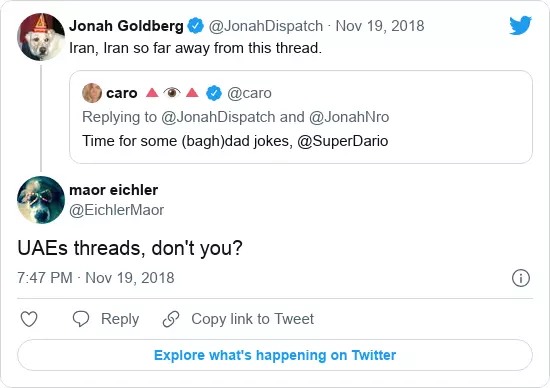 Jonah Goldberg @JonahDispatch · Nov 19, 2018
Iran, Iran so far away from this thread.
caro 🔺👁🔺 @caro
Replying to @JonahDispatch and @JonahNro
Time for some (bagh)dad jokes, @SuperDario
maor eichler
@EichlerMaor
UAEs threads, don't you?
7:47 PM · Nov 19, 2018
Reply
Copy link to Tweet
Explore what's happening on Twitter